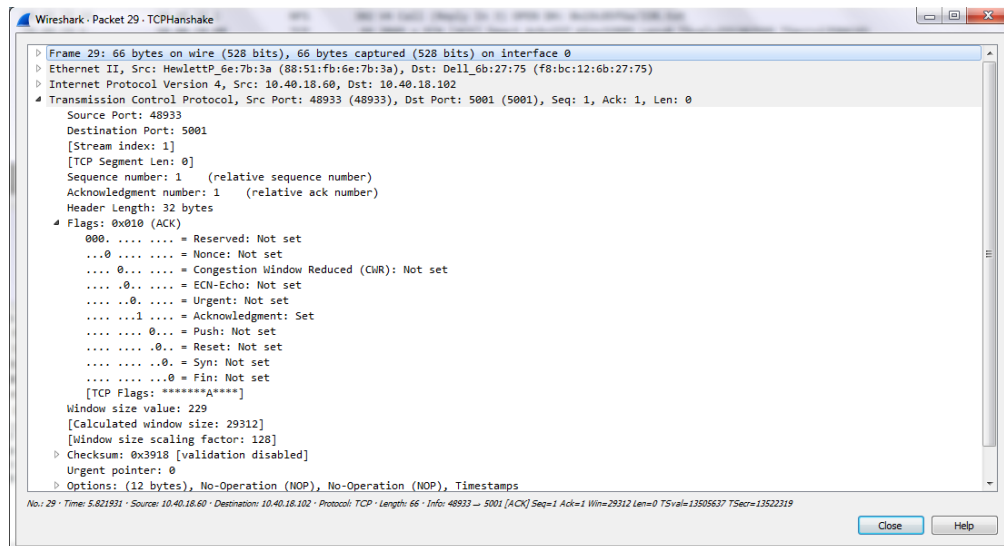 Wireshark · Packet 29 · TCPHanshake
Frame 29: 66 bytes on wire (528 bits), 66 bytes captured (528 bits) on interface 0
Ethernet II, Src: HewlettP_6e:7b:3a (88:51:fb:6e:7b:3a), Dst: Dell_6b:27:75 (f8:bc:12:6b:27:75)
Internet Protocol Version 4, Src: 10.40.18.60, Dst: 10.40.18.102
Transmission Control Protocol, Src Port: 48933 (48933), Dst Port: 5001 (5001), Seq: 1, Ack: 1, Len: 0
Source Port: 48933
Destination Port: 5001
[Stream index: 1]
[TCP Segment Len: 0]
Sequence number: 1    (relative sequence number)
Acknowledgment number: 1    (relative ack number)
Header Length: 32 bytes
Flags: 0x010 (ACK)
000. .... .... = Reserved: Not set
...0 .... .... = Nonce: Not set
.... 0... .... = Congestion Window Reduced (CWR): Not set
.... .0.. .... = ECN-Echo: Not set
.... ..0. .... = Urgent: Not set
.... ...1 .... = Acknowledgment: Set
.... .... 0... = Push: Not set
.... .... .0.. = Reset: Not set
.... .... ..0. = Syn: Not set
.... .... ...0 = Fin: Not set
[TCP Flags: *******A****]
Window size value: 229
[Calculated window size: 29312]
[Window size scaling factor: 128]
Checksum: 0x3918 [validation disabled]
Urgent pointer: 0
Options: (12 bytes), No-Operation (NOP), No-Operation (NOP), Timestamps
No.: 29 · Time: 5.821931 · Source: 10.40.18.60 · Destination: 10.40.18.102 · Protocol: TCP · Length: 66 · Info: 48933 → 5001 [ACK] Seq=1 Ack=1 Win=29312 Len=0 TSval=13505637 TSecr=13522319
Close Help